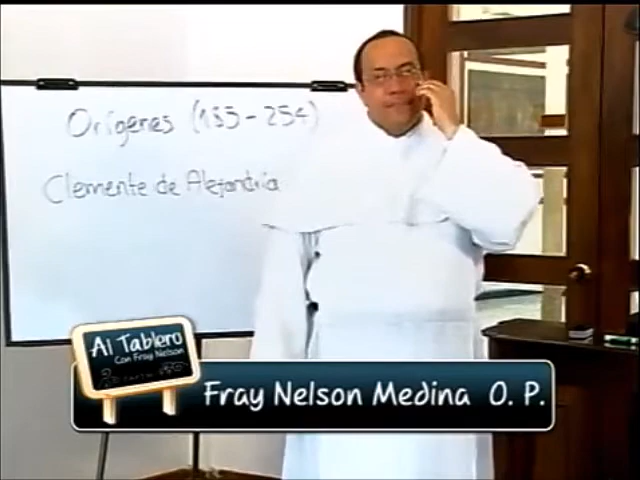 Orígenes (185-254)
Clemente de Alejandría
Al Tablero
Con Fray Nelson
Fray Nelson Medina O. P.